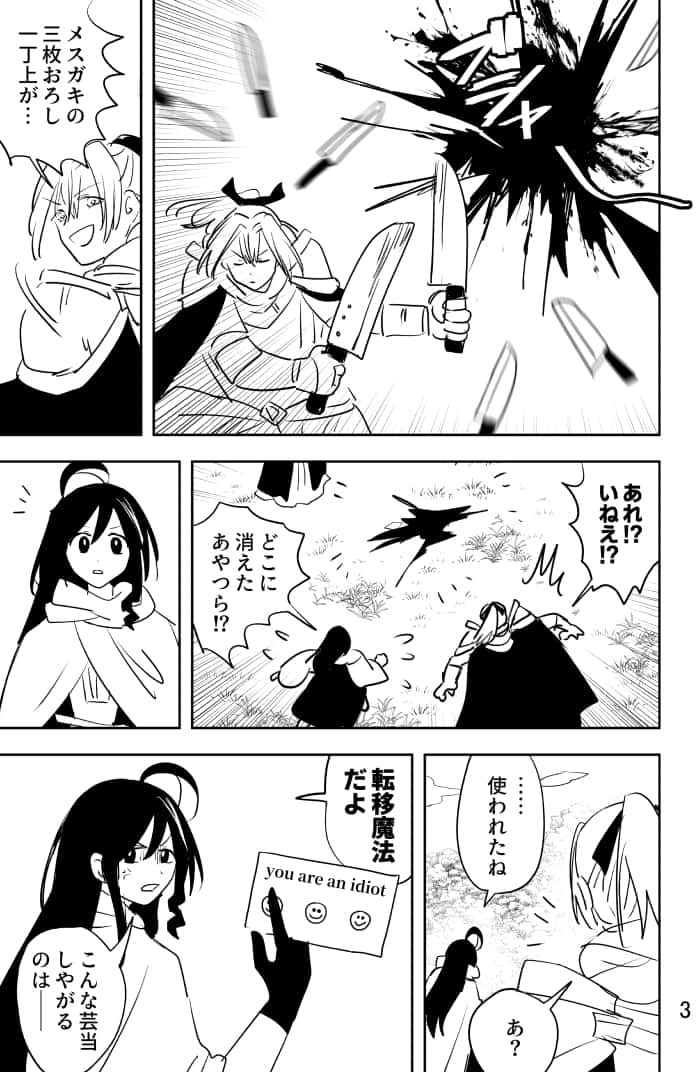 メスガキの
三枚おろし
一丁上が…
あれ!?
いねえ!?
どこに
消えた
あやつら!?
……
使われたね
あ?
転移魔法
だよ
you are an idiot
こんな芸当
しやがる
のは――
3